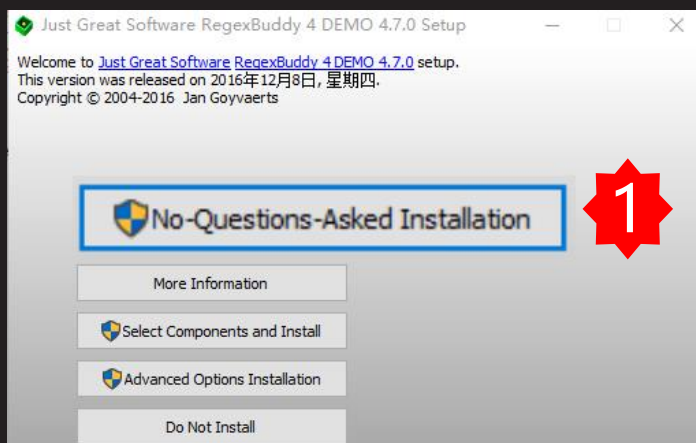 Just Great Software RegexBuddy 4 DEMO 4.7.0 Setup
Welcome to Just Great Software RegexBuddy 4 DEMO 4.7.0 setup.
This version was released on 2016年12月8日, 星期四.
Copyright © 2004-2016 Jan Goyvaerts
No-Questions-Asked Installation
1
More Information
Select Components and Install
Advanced Options Installation
Do Not Install